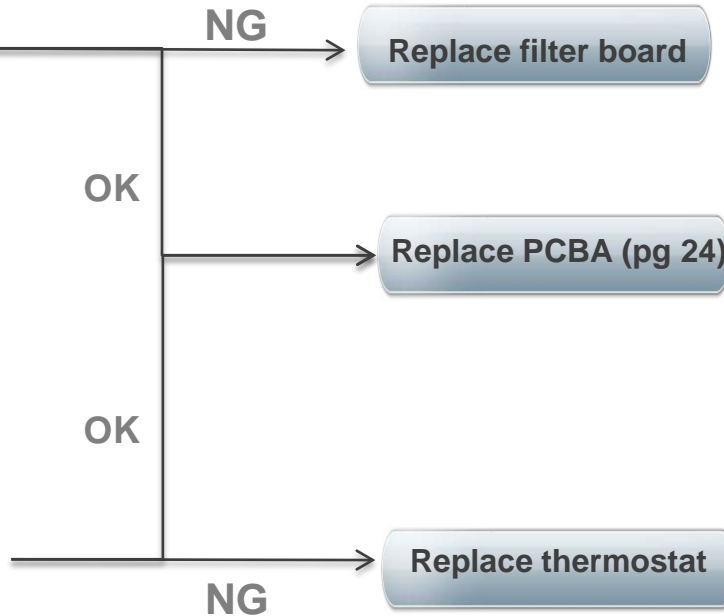 NG
Replace filter board
OK
Replace PCBA (pg 24)
OK
Replace thermostat
NG